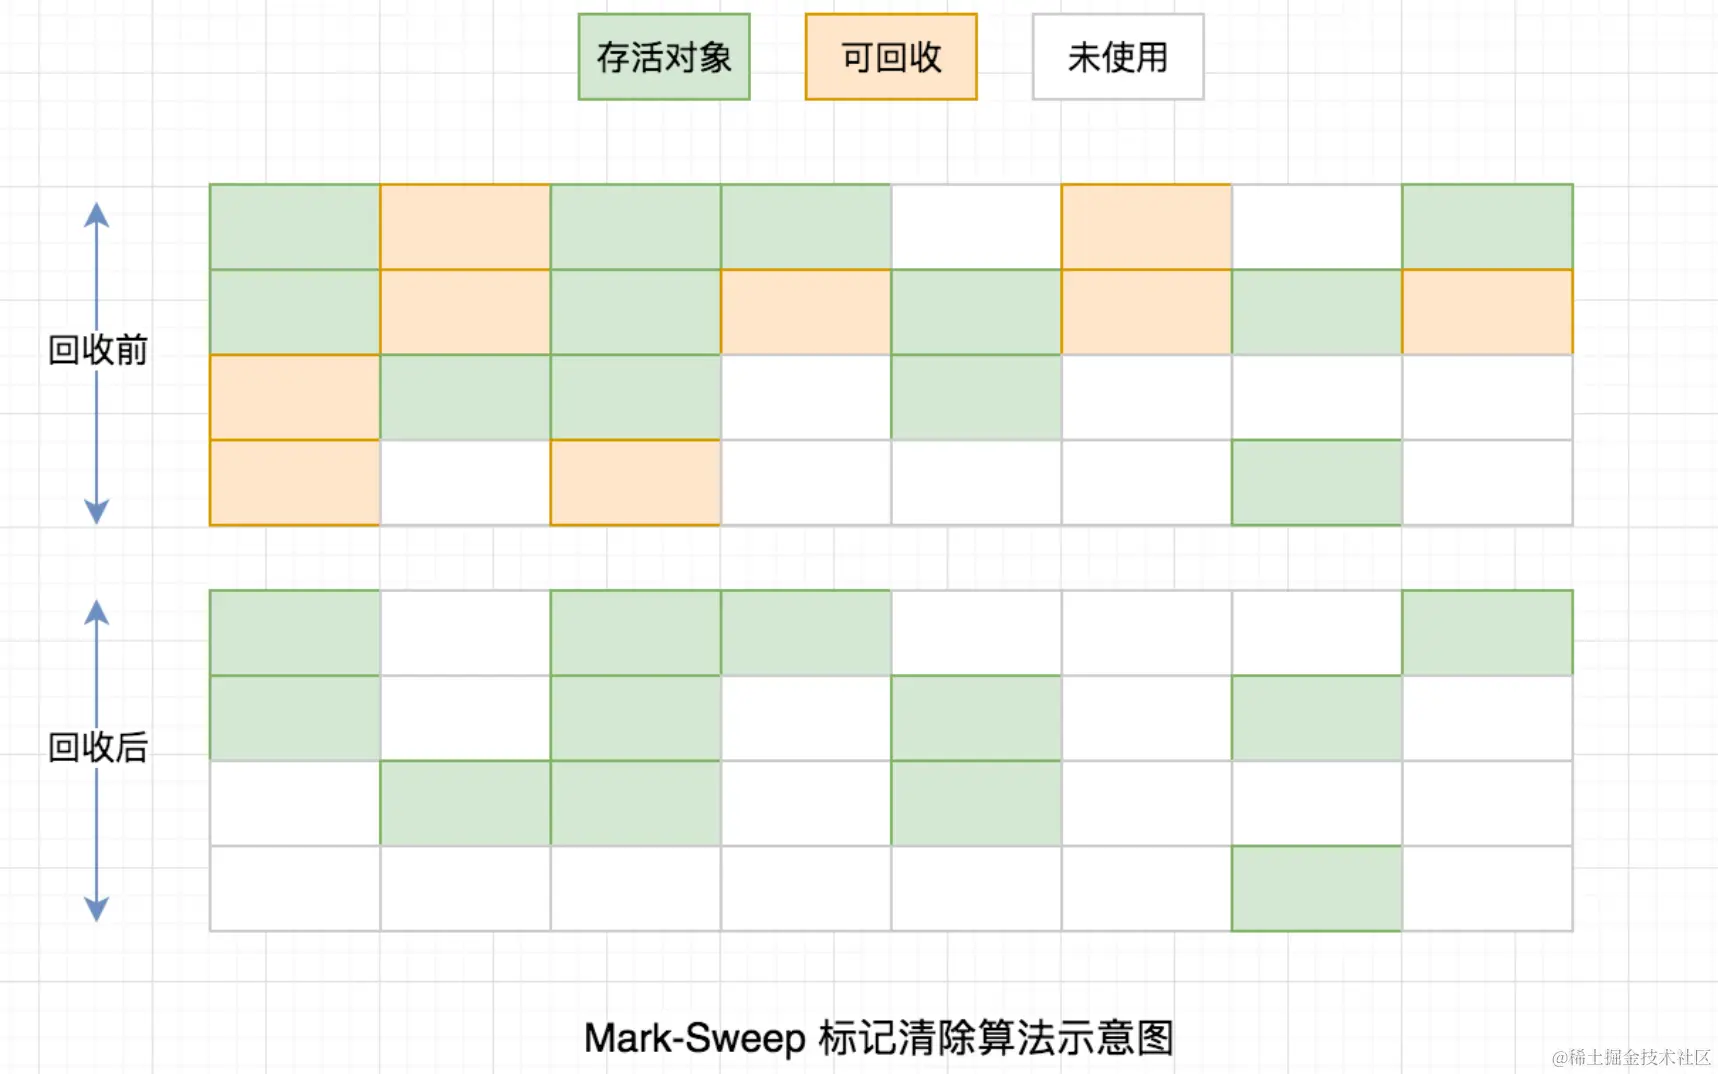 存活对象
可回收
未使用
回收前
回收后
Mark-Sweep 标记清除算法示意图
@稀土掘金技术社区